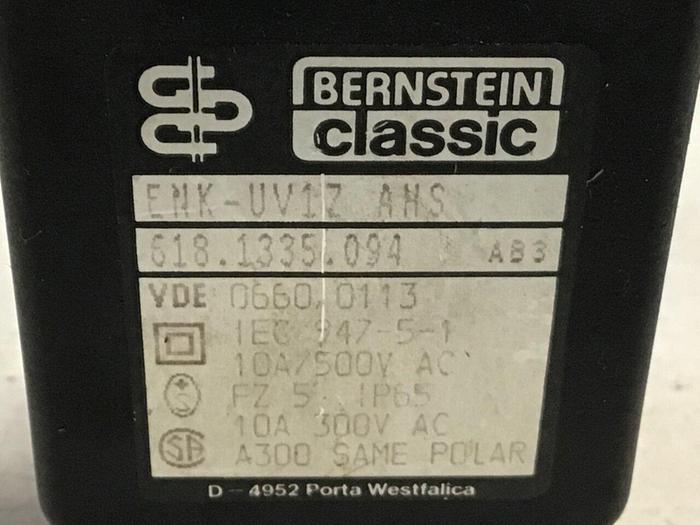 BERNSTEIN
classic
ENK-UV1Z AHS
618.1335.094 AB3
VDE 0660, 0113
IEC 947-5-1
10A/500V AC
FZ 5 IP65
10A 300V AC
SA A300 SAME POLAR
D - 4952 Porta Westfalica